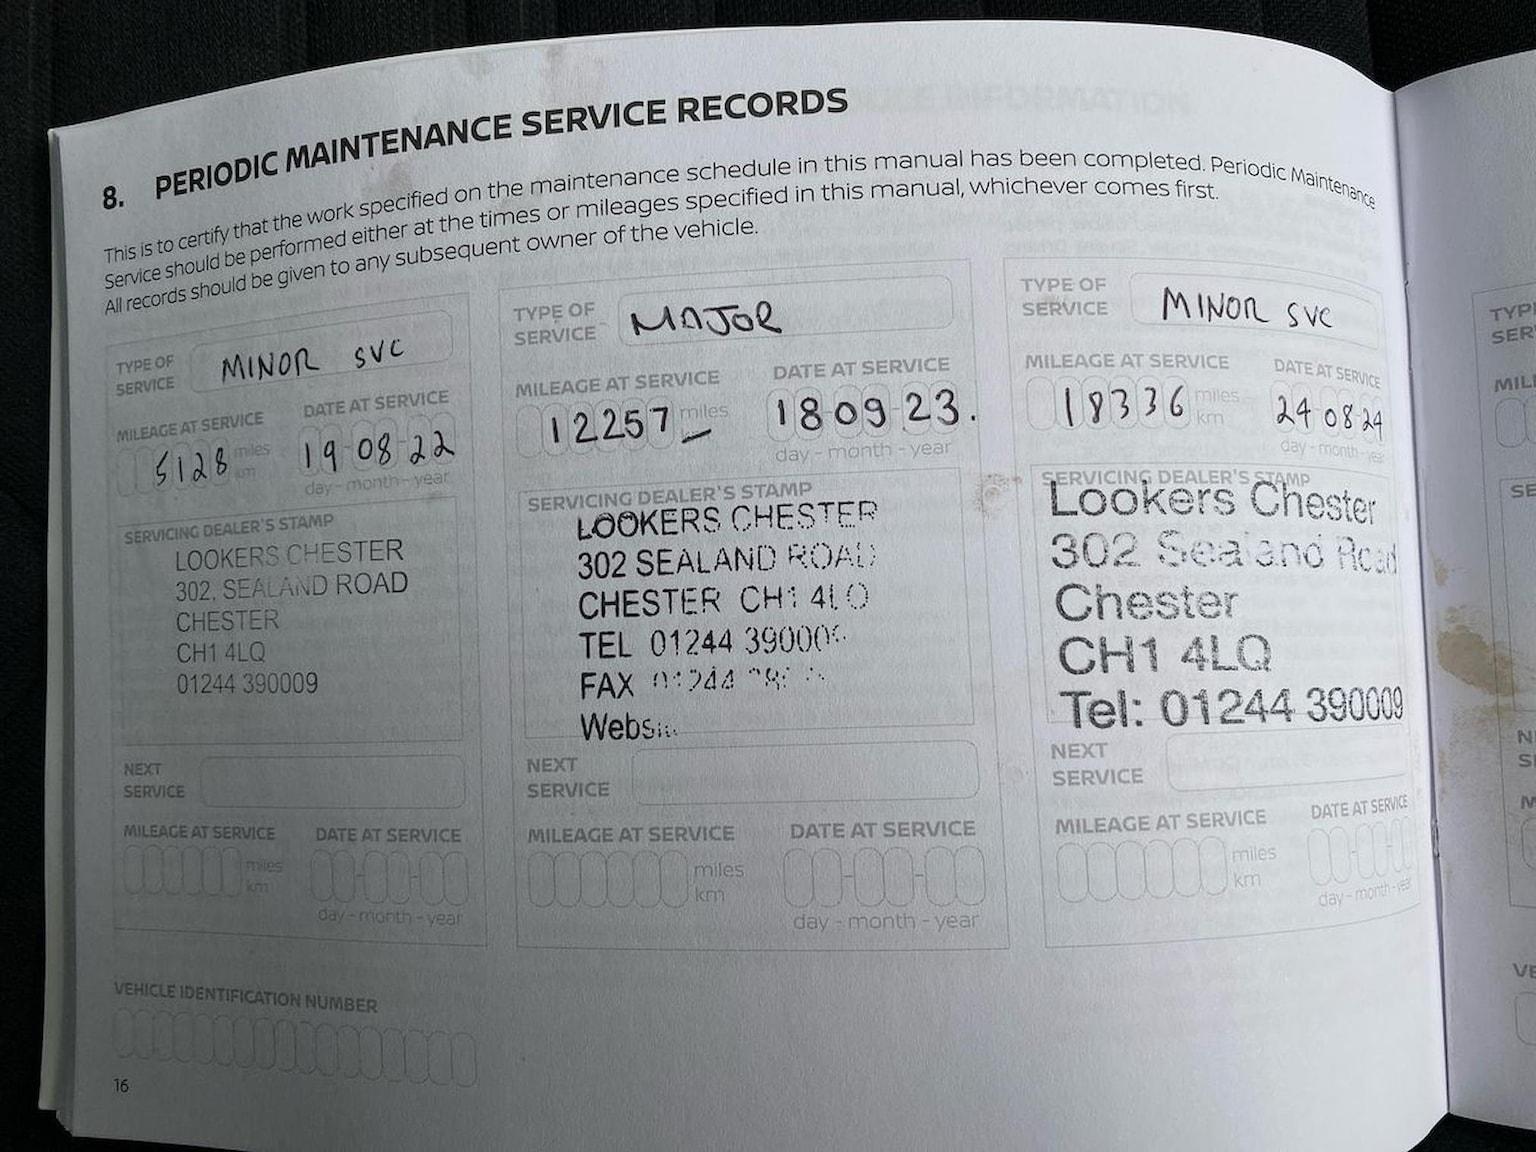 8. PERIODIC MAINTENANCE SERVICE RECORDS
This is to certify that the work specified on the maintenance schedule in this manual has been completed. Periodic Maintenance
Service should be performed either at the times or mileages specified in this manual, whichever comes first.
All records should be given to any subsequent owner of the vehicle.
TYPE OF
SERVICE
MINOR SVC
MILEAGE AT SERVICE
DATE AT SERVICE
5128
miles
km
19-08-22
day - month - year
SERVICING DEALER'S STAMP
LOOKERS CHESTER
302, SEALAND ROAD
CHESTER
CH1 4LQ
01244 390009
NEXT
SERVICE
MILEAGE AT SERVICE
DATE AT SERVICE
miles
km
day - month - year
TYPE OF
SERVICE
MAJOR
MILEAGE AT SERVICE
DATE AT SERVICE
12257
miles
18-09-23.
day - month - year
SERVICING DEALER'S STAMP
LOOKERS CHESTER
302 SEALAND ROAD
CHESTER CH1 4LQ
TEL 01244
FAX 01244
NEXT
SERVICE
MILEAGE AT SERVICE
DATE AT SERVICE
miles
km
day - month - year
TYPE OF
SERVICE
MINOR SVC
MILEAGE AT SERVICE
DATE AT SERVICE
18336
miles
km
24-08-24
day - month - year
SERVICING DEALER'S STAMP
Lookers Chester
302 Sealand Road
Chester
CH1 4LQ
Tel: 01244 390009
NEXT
SERVICE
MILEAGE AT SERVICE
DATE AT SERVICE
miles
km
day - month - year
VEHICLE IDENTIFICATION NUMBER
16